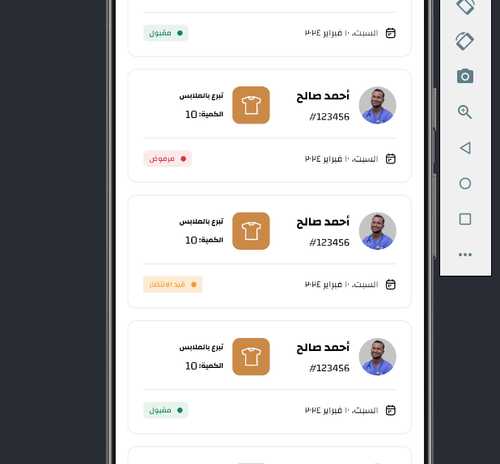 السبت، ١٠ فبراير ٢٠٢٤
مقبول
أحمد صالح
#123456
تبرع بالملابس
الكمية: 10
السبت، ١٠ فبراير ٢٠٢٤
مرفوض
أحمد صالح
#123456
تبرع بالملابس
الكمية: 10
السبت، ١٠ فبراير ٢٠٢٤
قيد الانتظار
أحمد صالح
#123456
تبرع بالملابس
الكمية: 10
السبت، ١٠ فبراير ٢٠٢٤
مقبول